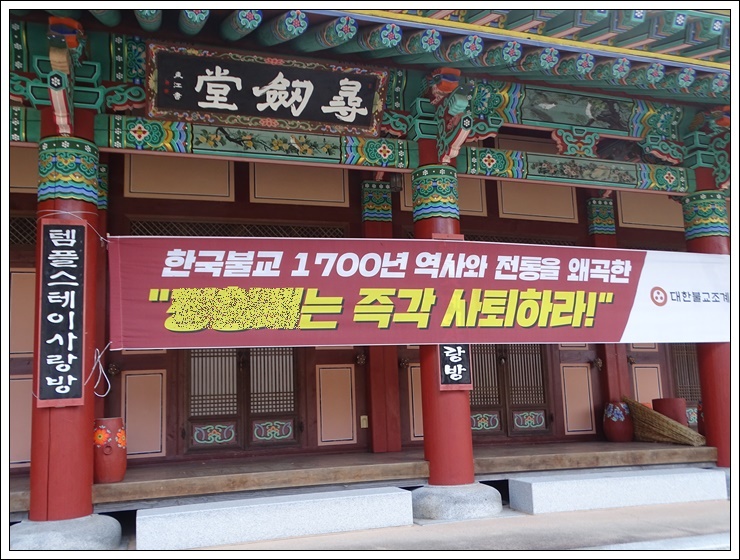 尋劒堂
한국불교 1700년 역사와 전통을 왜곡한
는 즉각 사퇴하라!"
대한불교조계
템플스테이사랑방
랑방